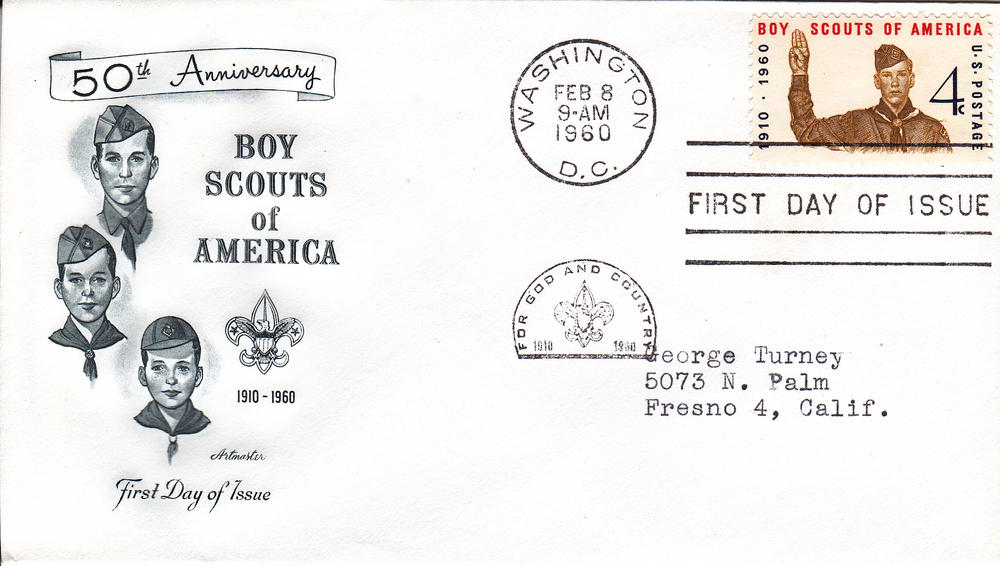 50th Anniversary
BOY
SCOUTS
of
AMERICA
1910 - 1960
Artmaster
First Day of Issue
WASHINGTON
FEB 8
9-AM
1960
D.C.
BOY SCOUTS OF AMERICA
1910 · 1960
4c
U.S. POSTAGE
FIRST DAY OF ISSUE
FOR GOD AND COUNTRY
1910 1960
George Turney
5073 N. Palm
Fresno 4, Calif.